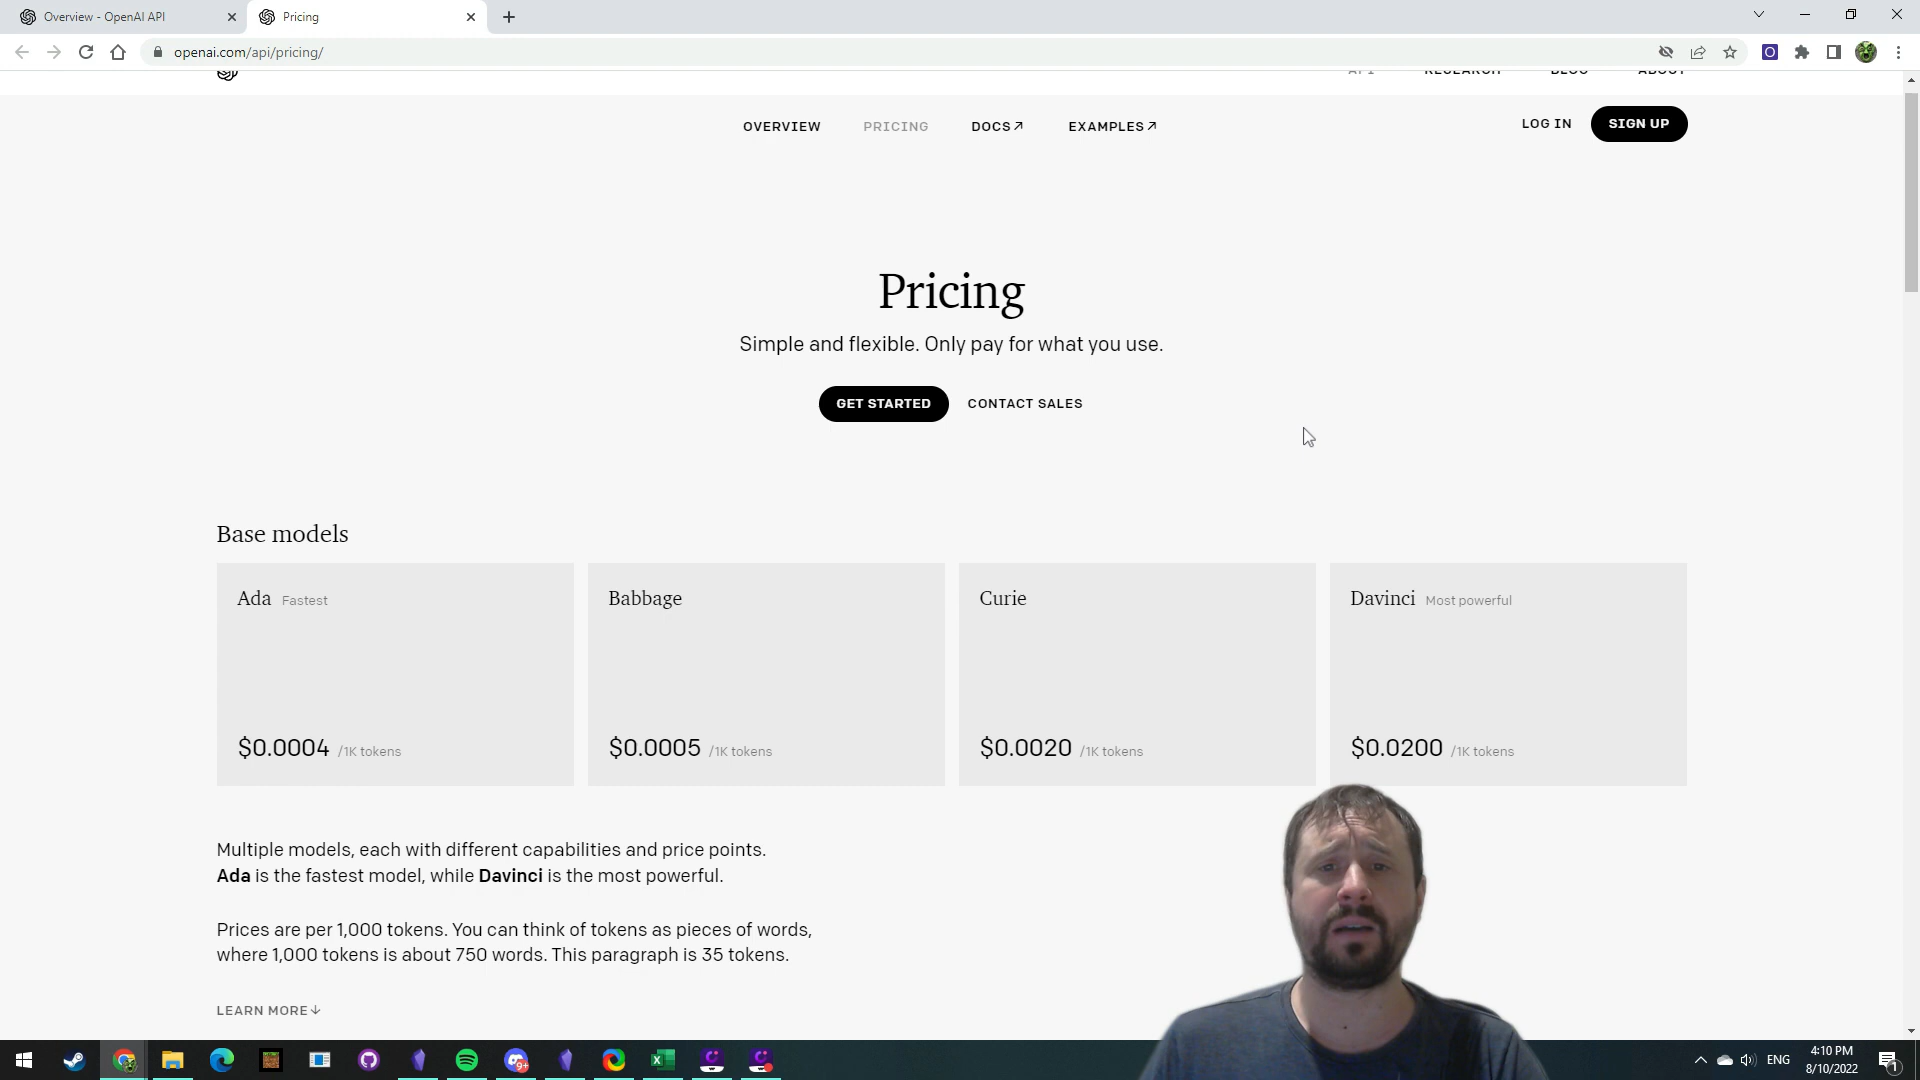 Overview - OpenAI API
Pricing
openai.com/api/pricing/
API RESEARCH BLOG ABOUT
OVERVIEW PRICING DOCS↗ EXAMPLES↗ LOG IN SIGN UP
Pricing
Simple and flexible. Only pay for what you use.
GET STARTED CONTACT SALES
Base models
Ada Fastest
$0.0004 /1K tokens
Babbage
$0.0005 /1K tokens
Curie
$0.0020 /1K tokens
Davinci Most powerful
$0.0200 /1K tokens
Multiple models, each with different capabilities and price points.
Ada is the fastest model, while Davinci is the most powerful.
Prices are per 1,000 tokens. You can think of tokens as pieces of words,
where 1,000 tokens is about 750 words. This paragraph is 35 tokens.
LEARN MORE↓
9+
ENG
4:10 PM
8/10/2022
1